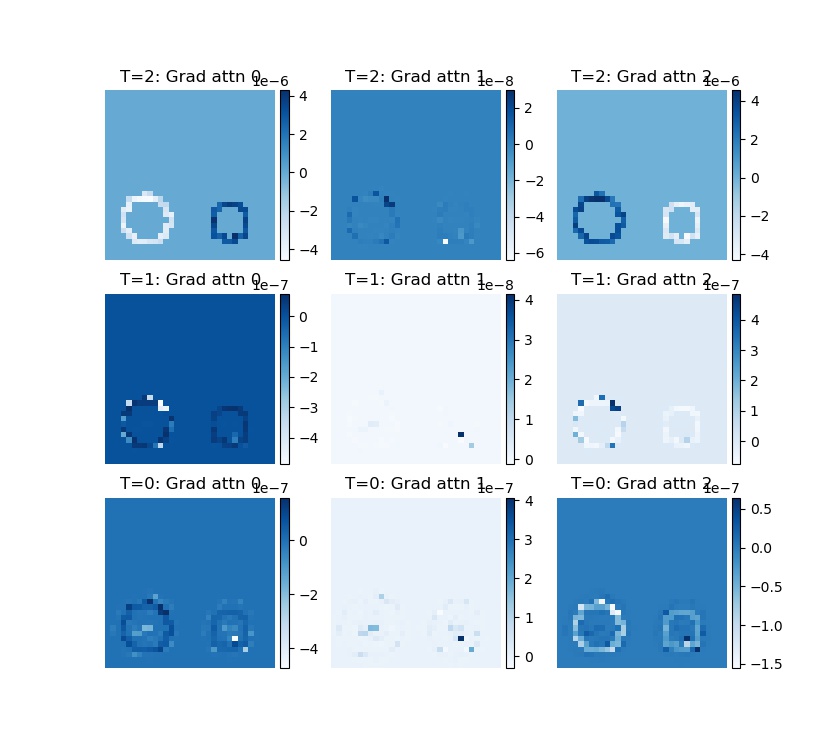 T=2: Grad attn 0
1e−6
4
2
0
−2
−4
T=2: Grad attn 1
1e−8
2
0
−2
−4
−6
T=2: Grad attn 2
1e−6
4
2
0
−2
−4
T=1: Grad attn 0
1e−7
0
−1
−2
−3
−4
T=1: Grad attn 1
1e−8
4
3
2
1
0
T=1: Grad attn 2
1e−7
4
3
2
1
0
T=0: Grad attn 0
1e−7
0
−2
−4
T=0: Grad attn 1
1e−7
4
3
2
1
0
T=0: Grad attn 2
1e−7
0.5
0.0
−0.5
−1.0
−1.5